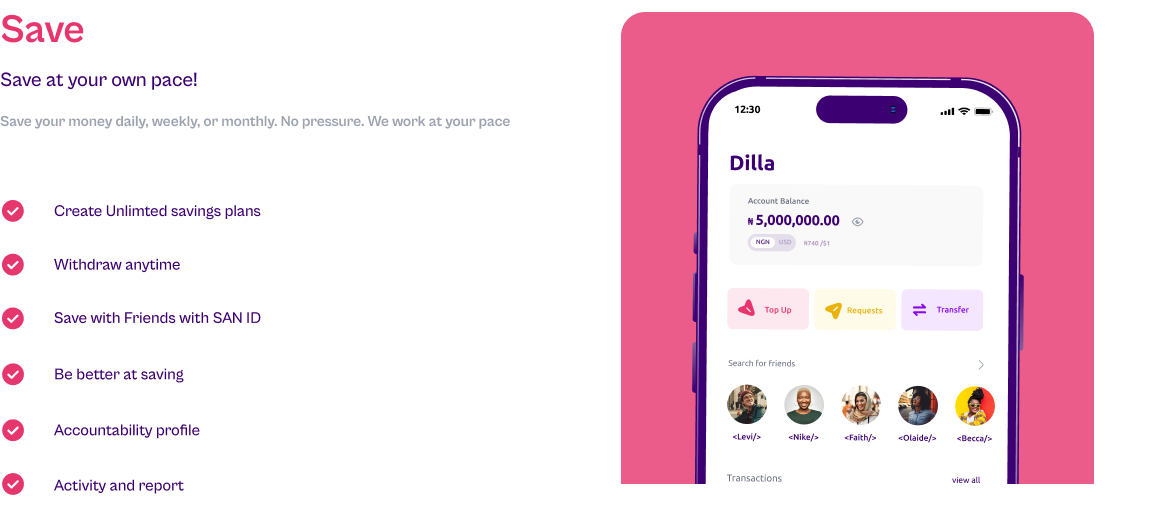 Save
Save at your own pace!
Save your money daily, weekly, or monthly. No pressure. We work at your pace
Create Unlimted savings plans
Withdraw anytime
Save with Friends with SAN ID
Be better at saving
Accountability profile
Activity and report
12:30
Dilla
Account Balance
₦ 5,000,000.00
NGN USD ₦740 /$1
Top Up Requests Transfer
Search for friends
<Levi/> <Nike/> <Faith/> <Olaide/> <Becca/>
Transactions view all